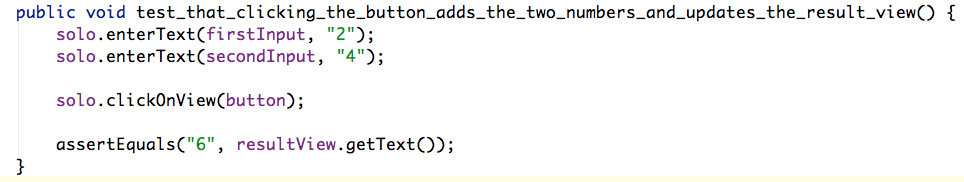 public void test_that_clicking_the_button_adds_the_two_numbers_and_updates_the_result_view() {
    solo.enterText(firstInput, "2");
    solo.enterText(secondInput, "4");

    solo.clickOnView(button);

    assertEquals("6", resultView.getText());
}